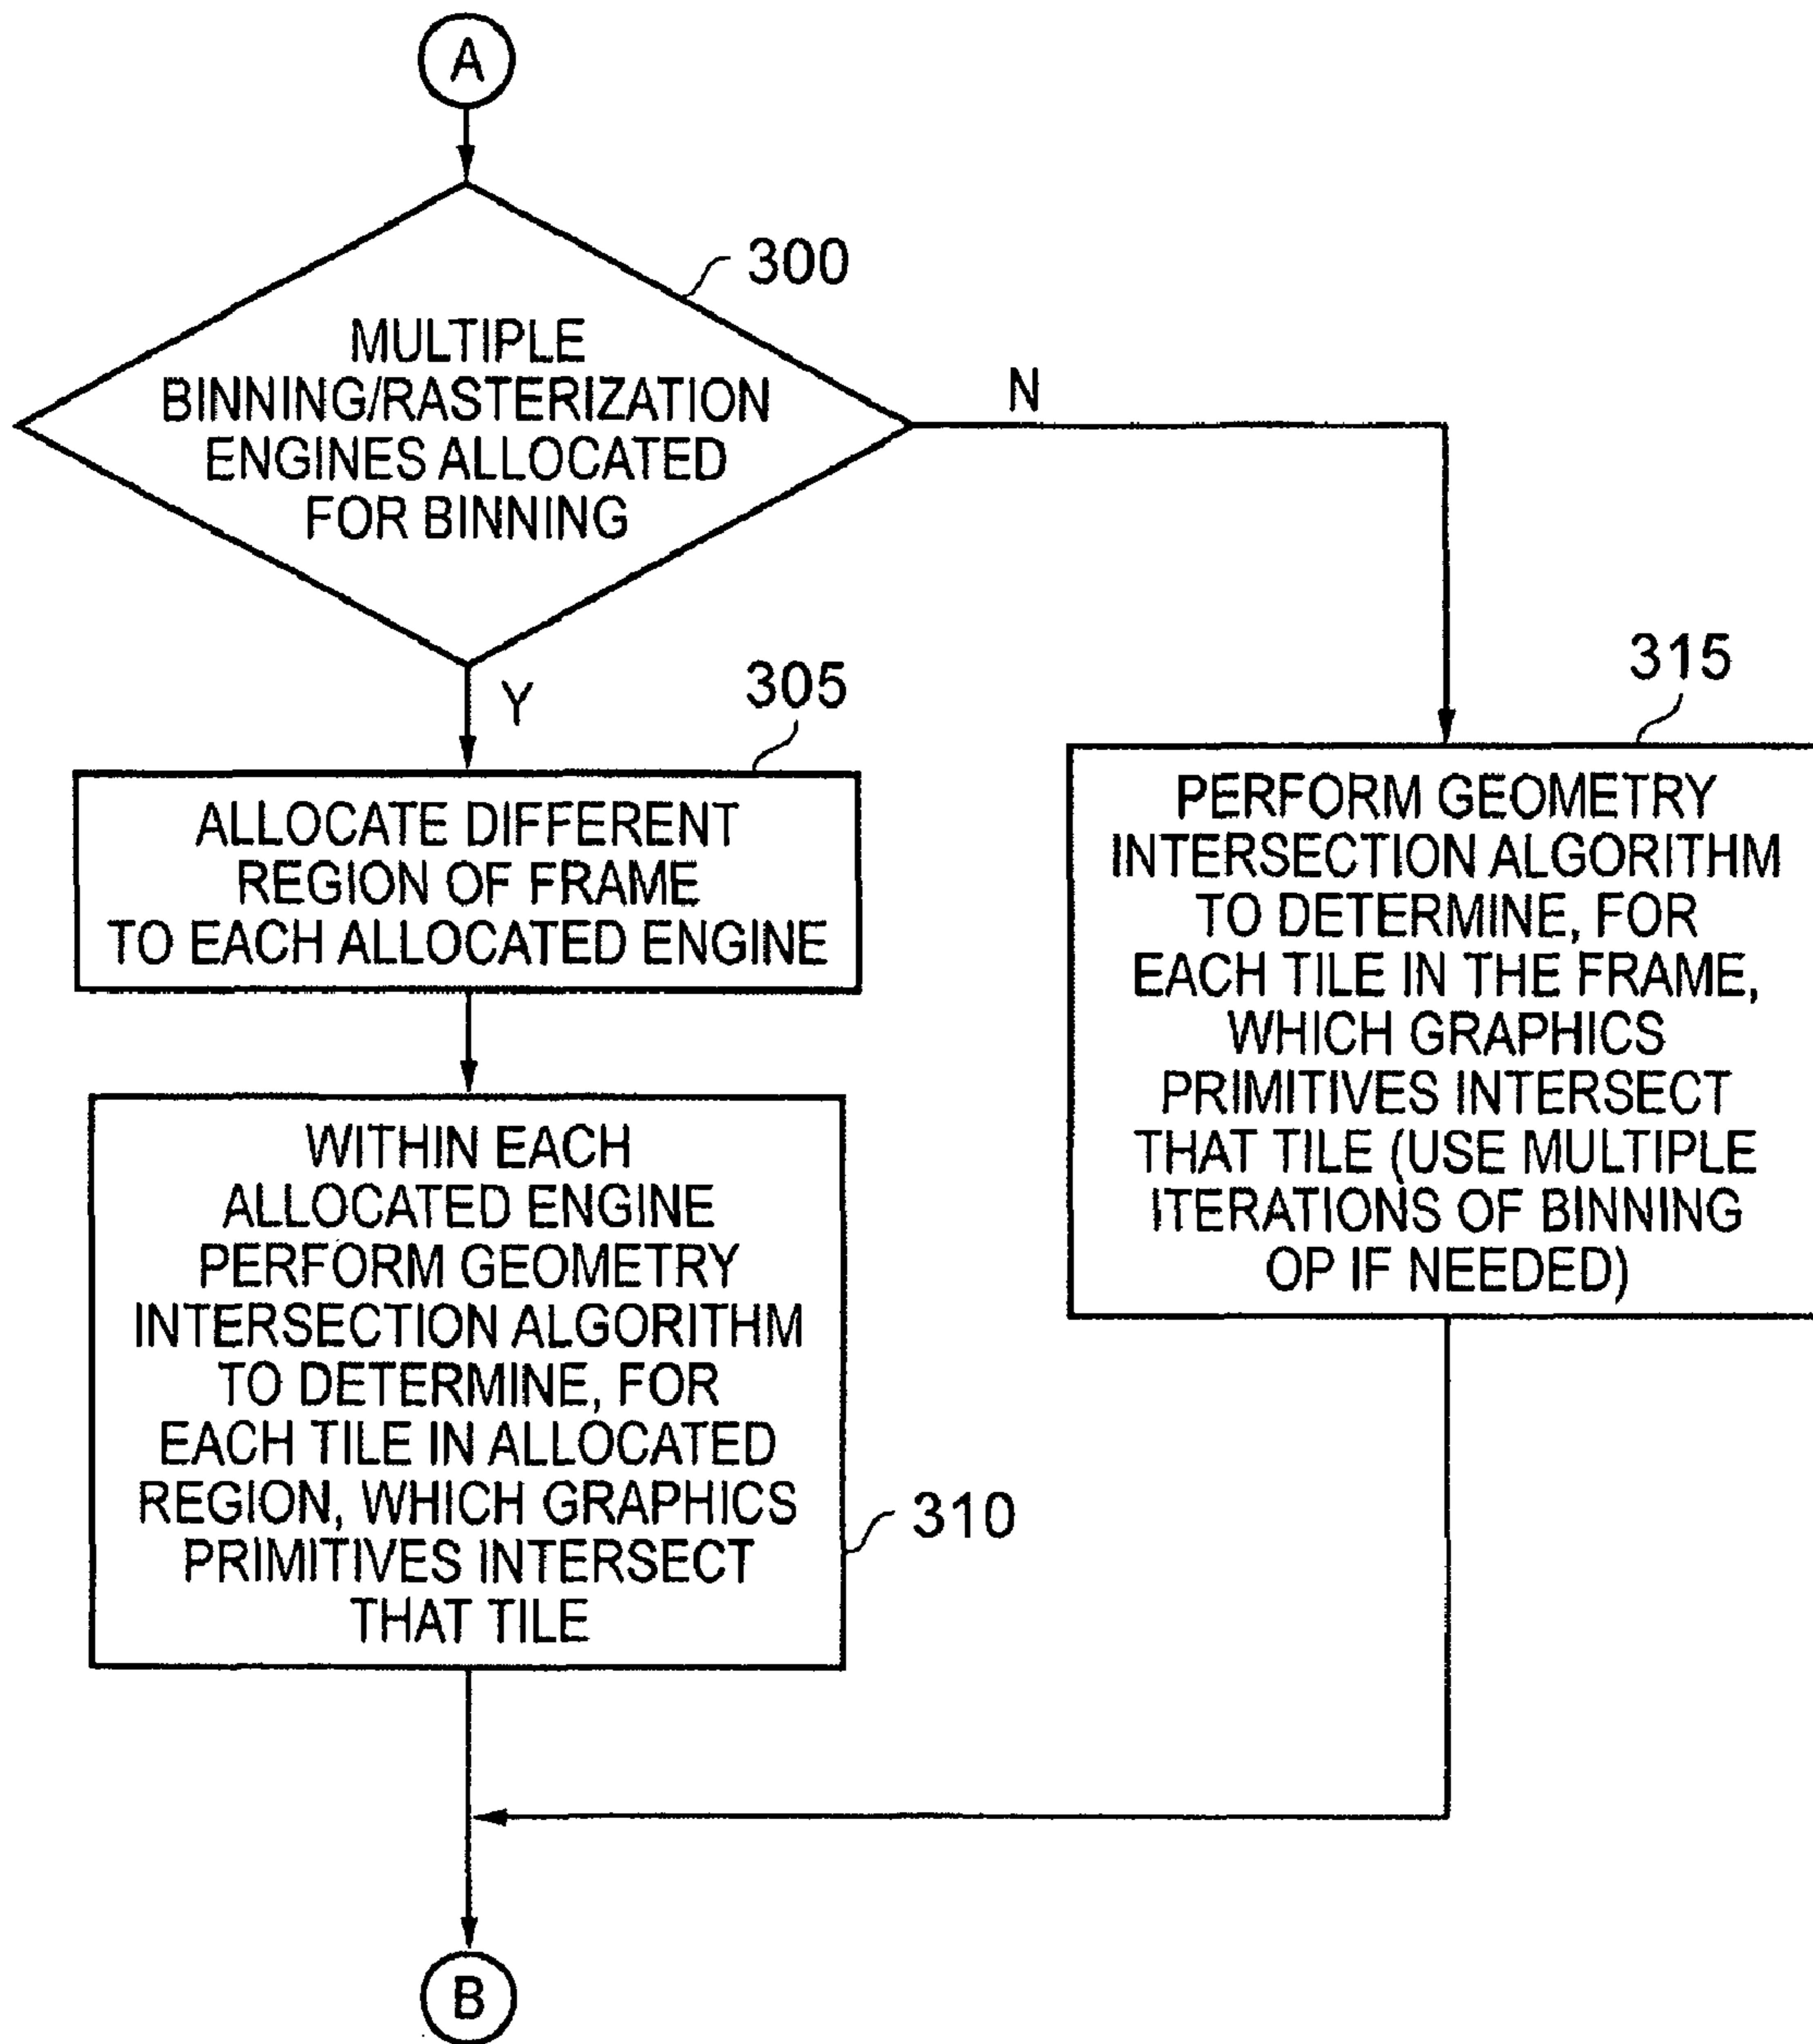 A
300
MULTIPLE
BINNING/RASTERIZATION
ENGINES ALLOCATED
FOR BINNING
N
Y
305
ALLOCATE DIFFERENT
REGION OF FRAME
TO EACH ALLOCATED ENGINE
WITHIN EACH
ALLOCATED ENGINE
PERFORM GEOMETRY
INTERSECTION ALGORITHM
TO DETERMINE, FOR
EACH TILE IN ALLOCATED
REGION, WHICH GRAPHICS
PRIMITIVES INTERSECT
THAT TILE
310
315
PERFORM GEOMETRY
INTERSECTION ALGORITHM
TO DETERMINE, FOR
EACH TILE IN THE FRAME,
WHICH GRAPHICS
PRIMITIVES INTERSECT
THAT TILE (USE MULTIPLE
ITERATIONS OF BINNING
OP IF NEEDED)
B